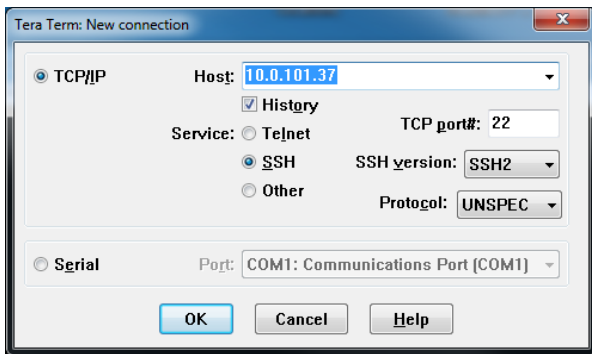 Tera Term: New connection
TCP/IP Host: 10.0.101.37
History
Service: Telnet TCP port#: 22
SSH SSH version: SSH2
Other Protocol: UNSPEC
Serial Port: COM1: Communications Port (COM1)
OK Cancel Help